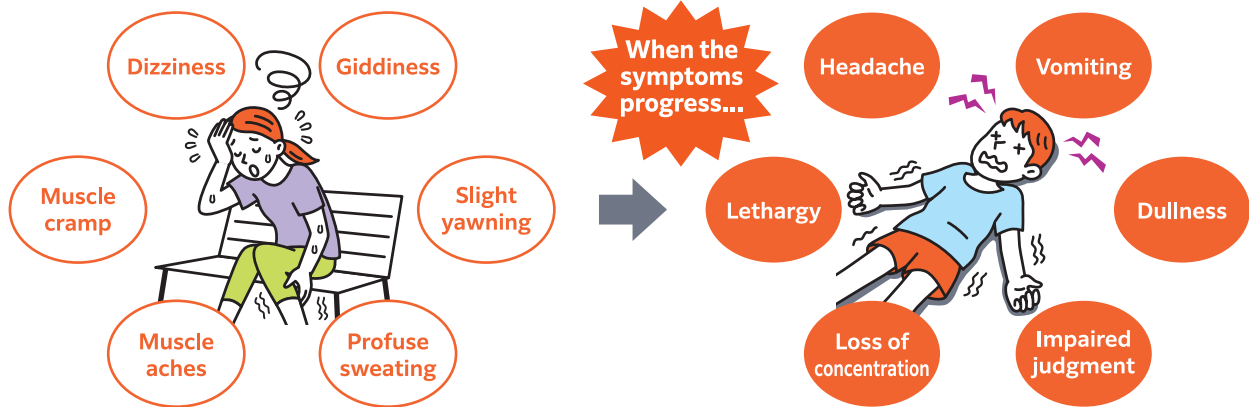 Dizziness
Giddiness
Muscle
cramp
Slight
yawning
Muscle
aches
Profuse
sweating
When the
symptoms
progress...
Headache
Vomiting
Lethargy
Dullness
Loss of
concentration
Impaired
judgment